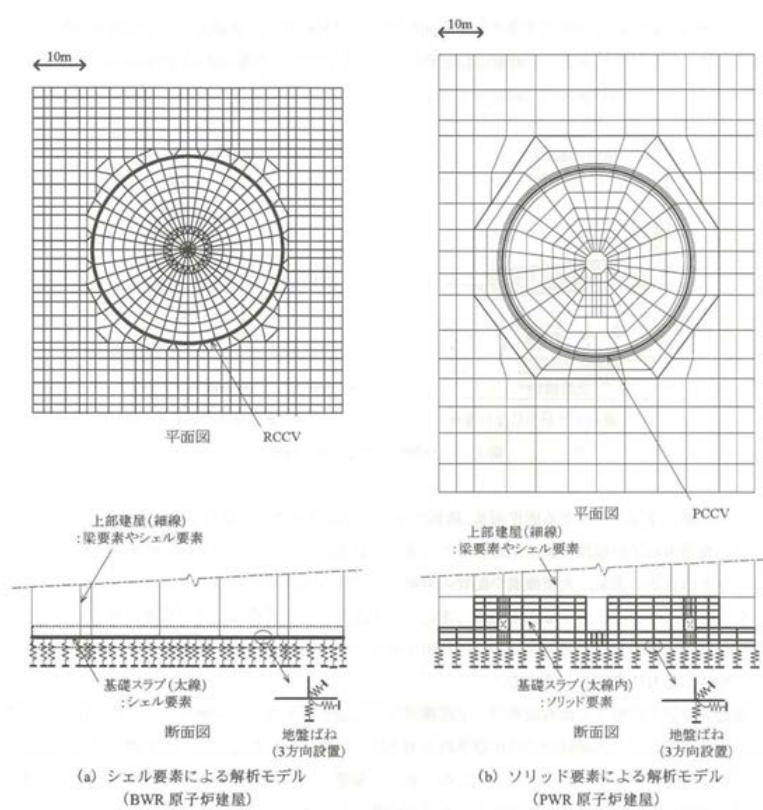 10m
平面図
RCCV
上部建屋(細線)
:梁要素やシェル要素
基礎スラブ(太線)
:シェル要素
断面図
地盤ばね
(3方向設置)
(a) シェル要素による解析モデル
(BWR 原子炉建屋)
10m
平面図
PCCV
上部建屋(細線)
:梁要素やシェル要素
基礎スラブ(太線内)
:ソリッド要素
断面図
地盤ばね
(3方向設置)
(b) ソリッド要素による解析モデル
(PWR 原子炉建屋)